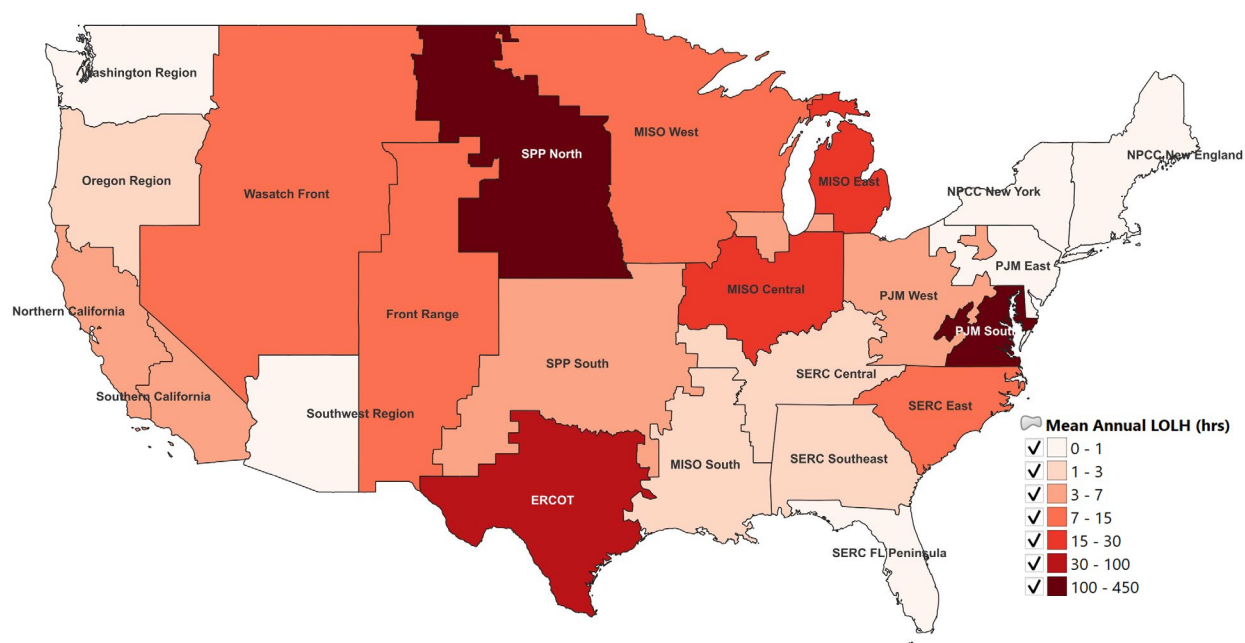 Washington Region
MISO West
SPP North
NPCC New England
Oregon Region
MISO East
Wasatch Front
NPCC New York
PJM East
MISO Central
PJM West
Northern California
Front Range
PJM South
SPP South
SERC Central
Southern California
Southwest Region
SERC East
MISO South
SERC Southeast
ERCOT
SERC FL Peninsula
Mean Annual LOLH (hrs)
0 - 1
1 - 3
3 - 7
7 - 15
15 - 30
30 - 100
100 - 450